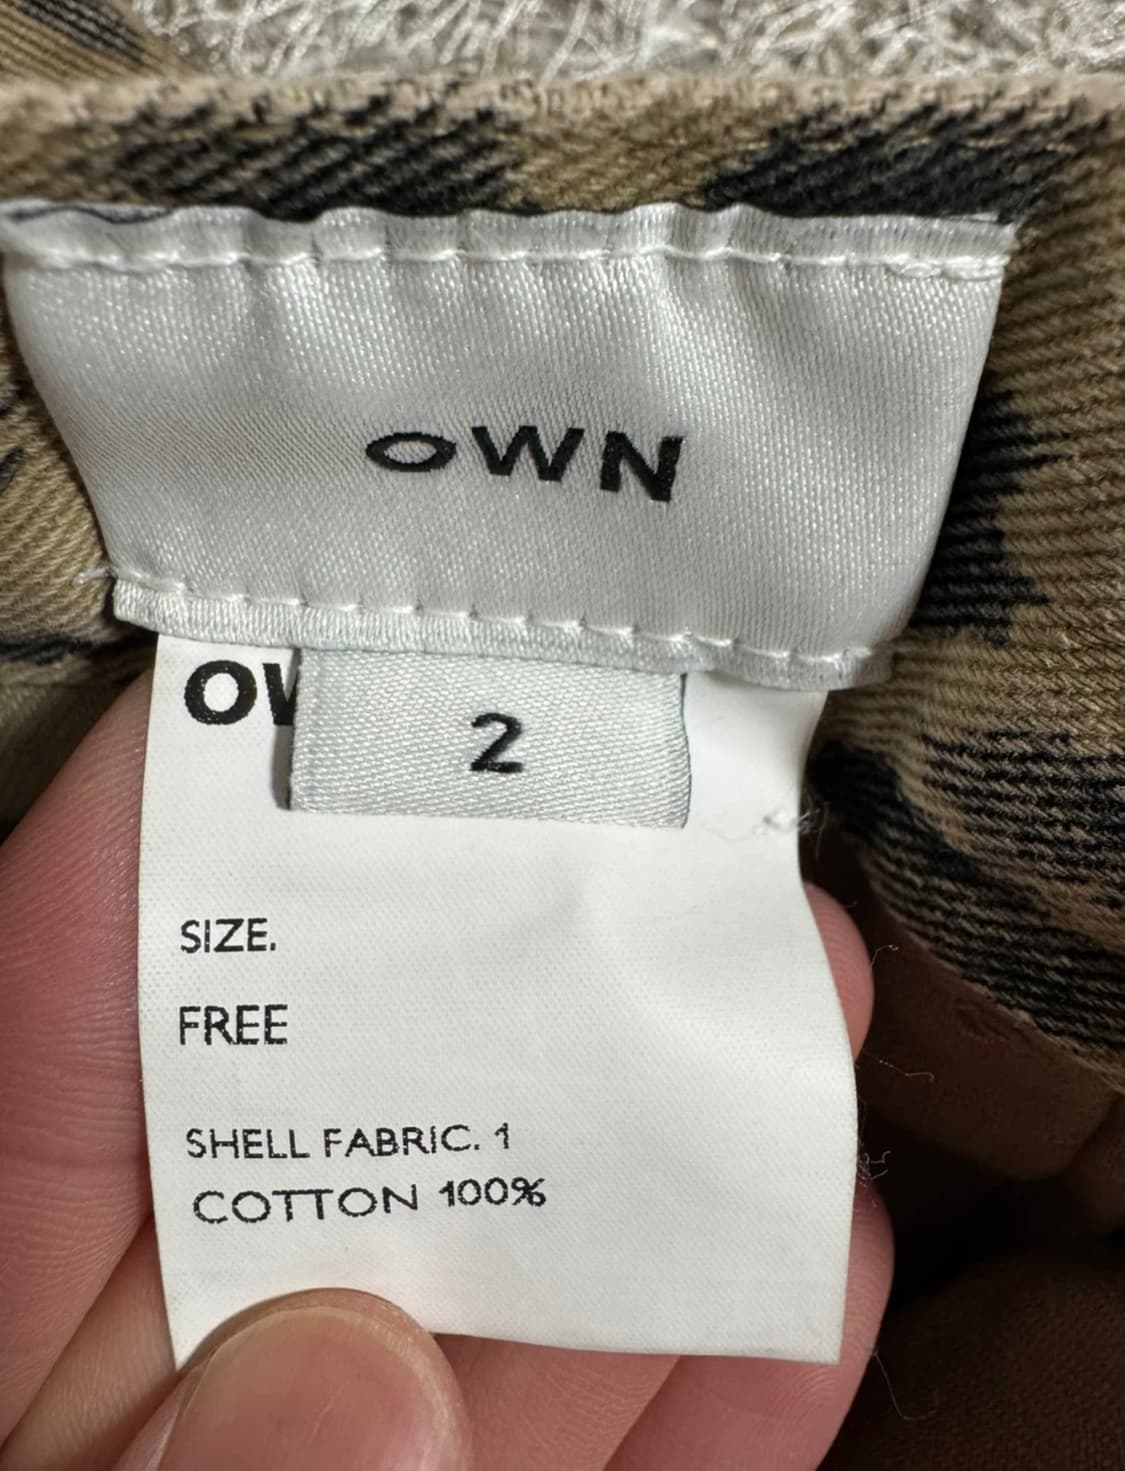 OWN
2
SIZE.
FREE
SHELL FABRIC. 1
COTTON 100%